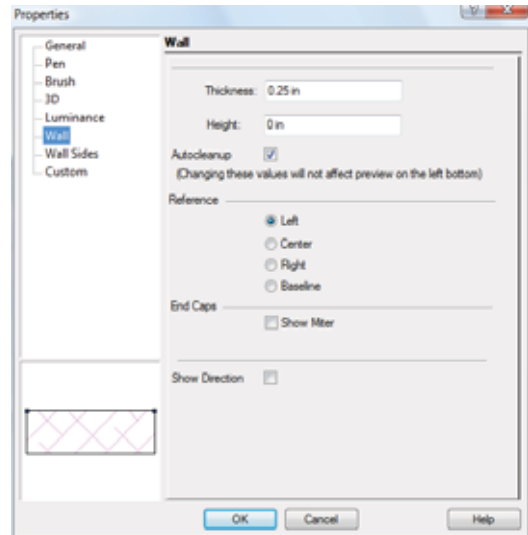 Properties
General
Pen
Brush
3D
Luminance
Wall
Wall Sides
Custom
Wall
Thickness: 0.25 in
Height: 0 in
Autocleanup
(Changing these values will not affect preview on the left bottom)
Reference
Left
Center
Right
Baseline
End Caps
Show Miter
Show Direction
OK Cancel Help